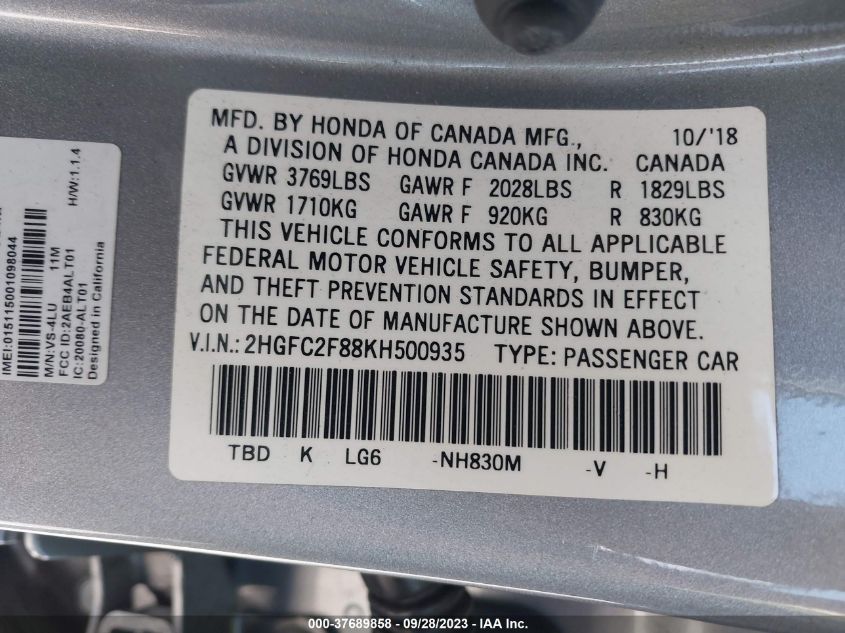 MFD. BY HONDA OF CANADA MFG., 10/'18
A DIVISION OF HONDA CANADA INC. CANADA
GVWR 3769LBS GAWR F 2028LBS R 1829LBS
GVWR 1710KG GAWR F 920KG R 830KG
THIS VEHICLE CONFORMS TO ALL APPLICABLE
FEDERAL MOTOR VEHICLE SAFETY, BUMPER,
AND THEFT PREVENTION STANDARDS IN EFFECT
ON THE DATE OF MANUFACTURE SHOWN ABOVE.
V.I.N.: 2HGFC2F88KH500935 TYPE: PASSENGER CAR
TBD K LG6 -NH830M -V -H
IMEI:015115001098044
M/N:VS-4LU 11M
FCC ID:2AEB4ALT01
IC:20080-ALT01
Designed in California
H/W:1.1.4
000-37689858 - 09/28/2023 - IAA Inc.